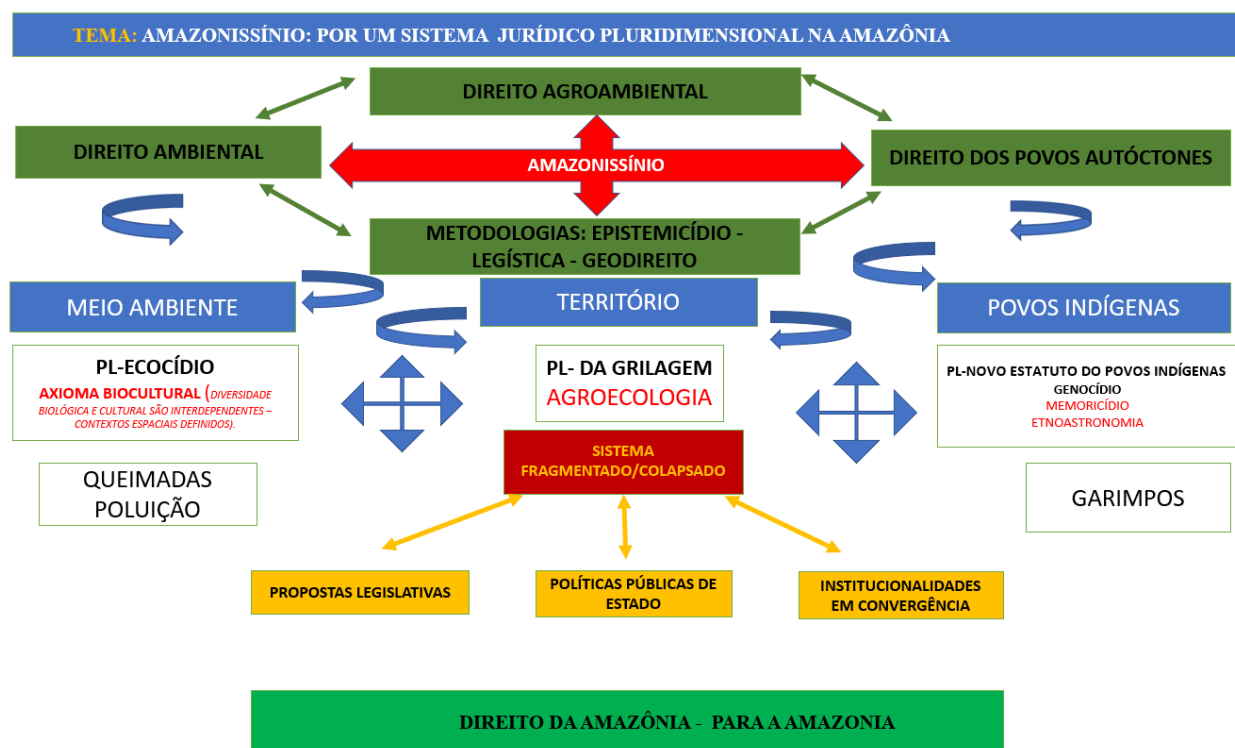 TEMA: AMAZONISSÍNIO: POR UM SISTEMA JURÍDICO PLURIDIMENSIONAL NA AMAZÔNIA
DIREITO AGROAMBIENTAL
DIREITO AMBIENTAL
AMAZONISSÍNIO
DIREITO DOS POVOS AUTÓCTONES
METODOLOGIAS: EPISTEMICÍDIO -
LEGÍSTICA - GEODIREITO
MEIO AMBIENTE
TERRITÓRIO
POVOS INDÍGENAS
PL-ECOCÍDIO
AXIOMA BIOCULTURAL (DIVERSIDADE
BIOLÓGICA E CULTURAL SÃO INTERDEPENDENTES –
CONTEXTOS ESPACIAIS DEFINIDOS).
PL- DA GRILAGEM
AGROECOLOGIA
PL-NOVO ESTATUTO DO POVOS INDÍGENAS
GENOCÍDIO
MEMORICÍDIO
ETNOASTRONOMIA
SISTEMA
FRAGMENTADO/COLAPSADO
QUEIMADAS
POLUIÇÃO
GARIMPOS
PROPOSTAS LEGISLATIVAS
POLÍTICAS PÚBLICAS DE
ESTADO
INSTITUCIONALIDADES
EM CONVERGÊNCIA
DIREITO DA AMAZÔNIA - PARA A AMAZONIA